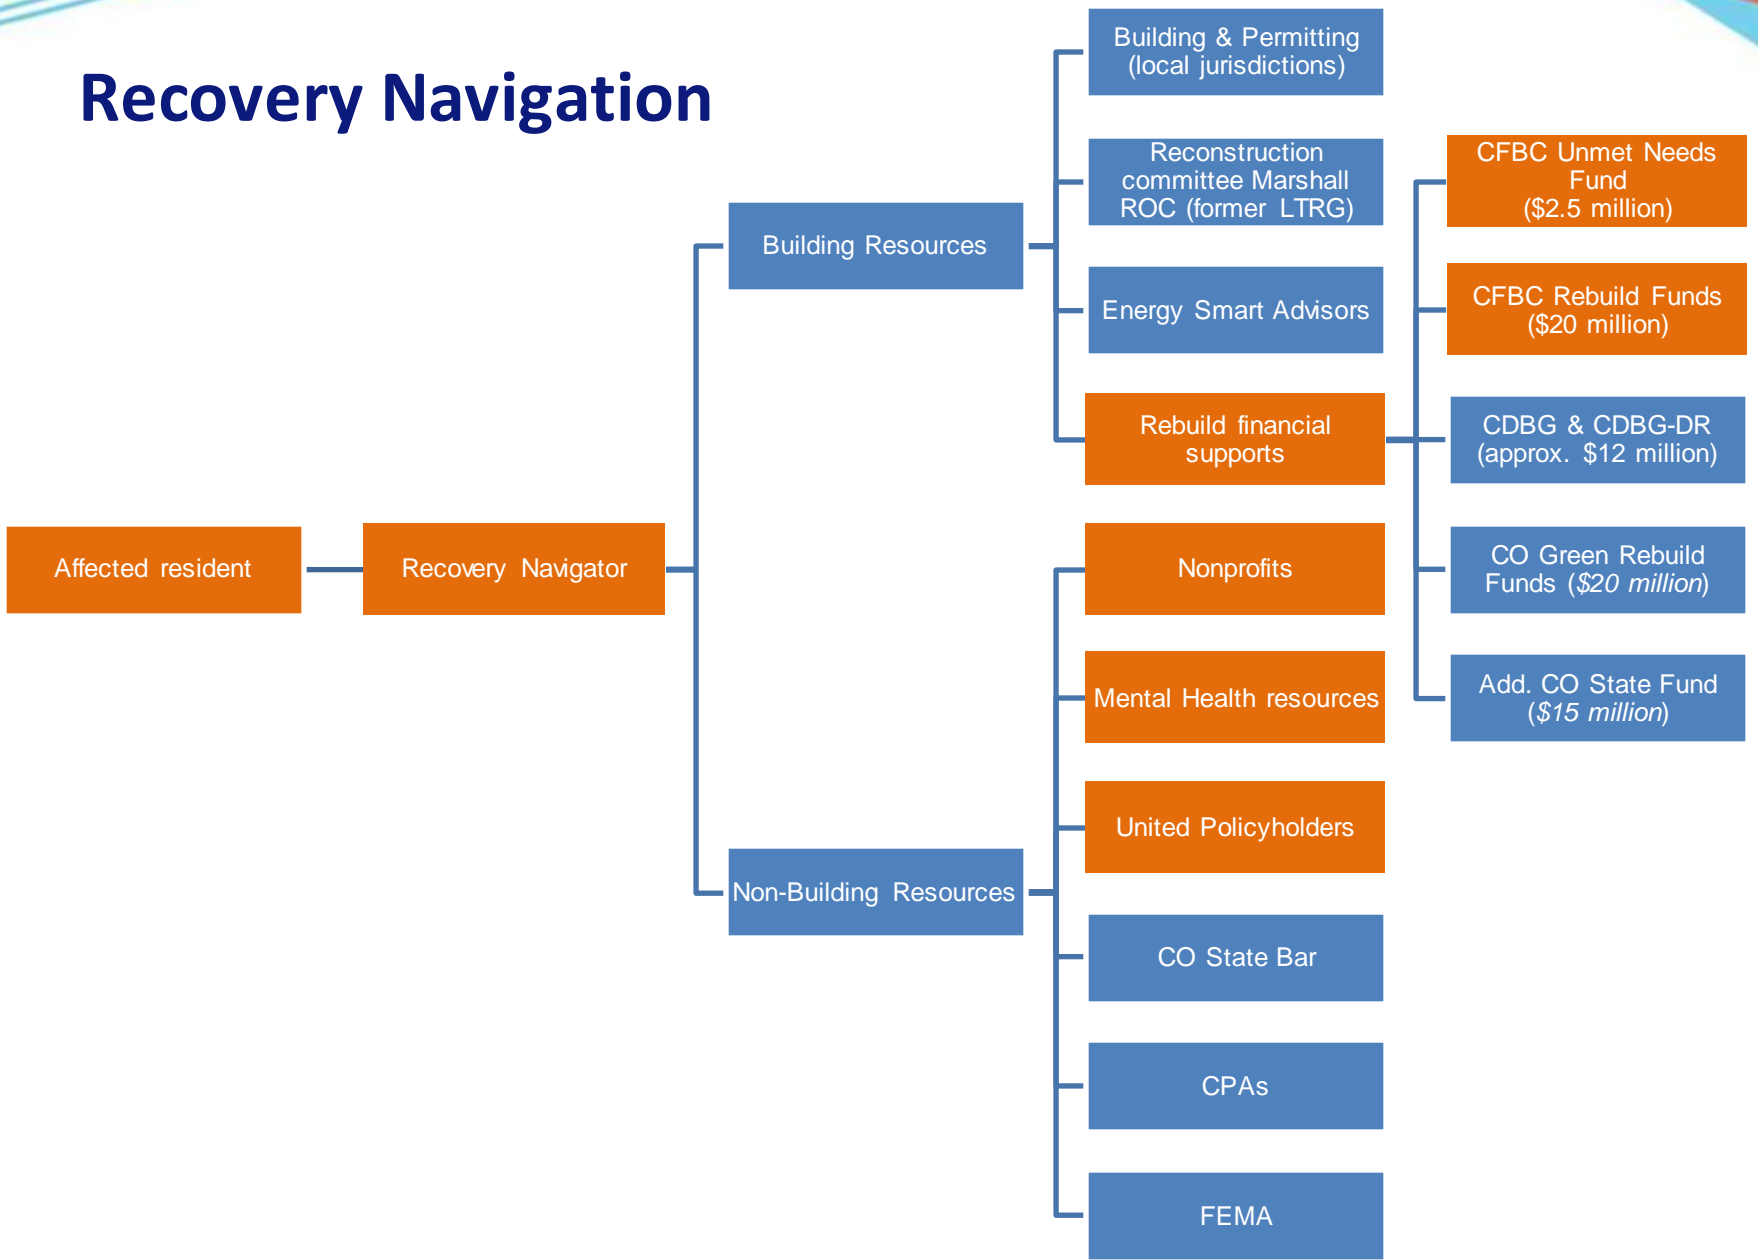 Recovery Navigation
Affected resident
Recovery Navigator
Building Resources
Non-Building Resources
Building & Permitting
(local jurisdictions)
Reconstruction
committee Marshall
ROC (former LTRG)
Energy Smart Advisors
Rebuild financial
supports
Nonprofits
Mental Health resources
United Policyholders
CO State Bar
CPAs
FEMA
CFBC Unmet Needs
Fund
($2.5 million)
CFBC Rebuild Funds
($20 million)
CDBG & CDBG-DR
(approx. $12 million)
CO Green Rebuild
Funds ($20 million)
Add. CO State Fund
($15 million)